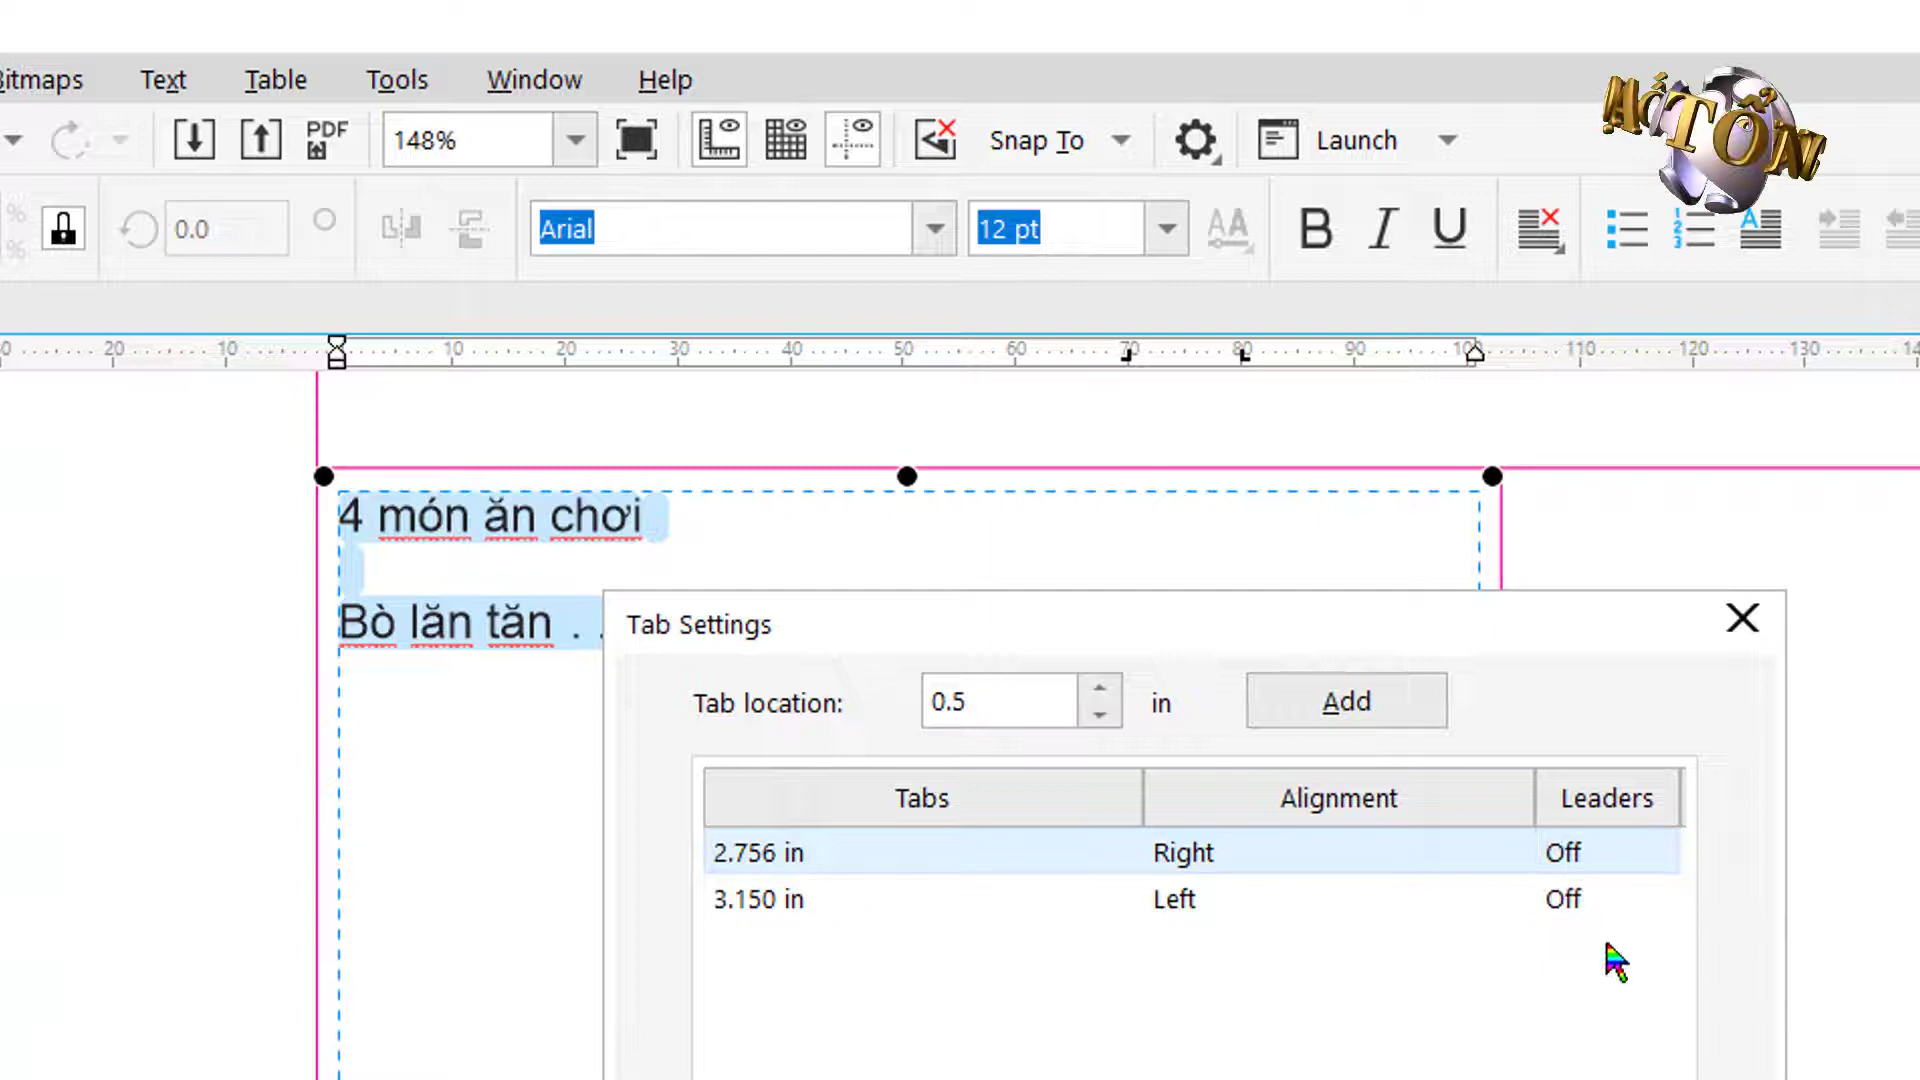 Bitmaps Text Table Tools Window Help
PDF 148% Snap To Launch
% % 0.0 Arial 12 pt AA B I U
20 10 10 20 30 40 50 60 70 80 90 100 110 120 130
4 món ăn chơi
Bò lăn tăn . .
Tab Settings
Tab location: 0.5 in Add
Tabs Alignment Leaders
2.756 in Right Off
3.150 in Left Off